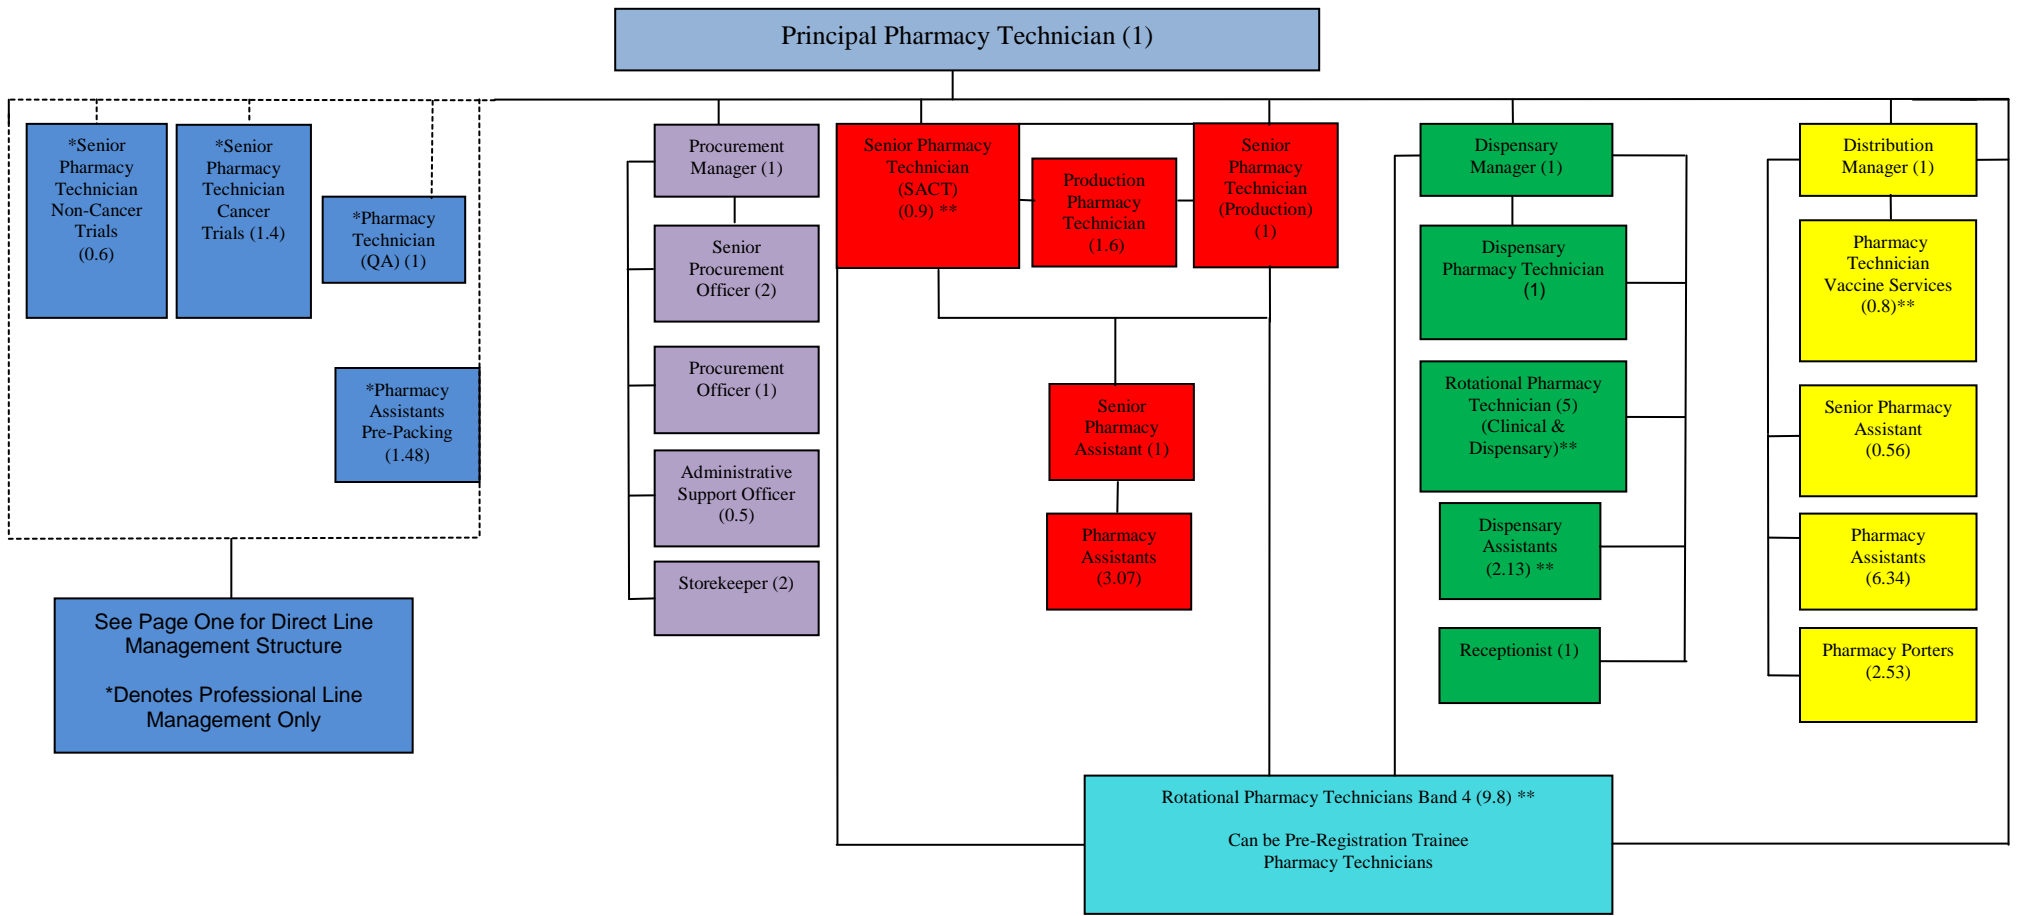 Principal Pharmacy Technician (1)
*Senior
Pharmacy
Technician
Non-Cancer
Trials
(0.6)
*Senior
Pharmacy
Technician
Cancer
Trials (1.4)
*Pharmacy
Technician
(QA) (1)
*Pharmacy
Assistants
Pre-Packing
(1.48)
See Page One for Direct Line
Management Structure
*Denotes Professional Line
Management Only
Procurement
Manager (1)
Senior
Procurement
Officer (2)
Procurement
Officer (1)
Administrative
Support Officer
(0.5)
Storekeeper (2)
Senior Pharmacy
Technician
(SACT)
(0.9) **
Production
Pharmacy
Technician
(1.6)
Senior
Pharmacy
Technician
(Production)
(1)
Senior
Pharmacy
Assistant (1)
Pharmacy
Assistants
(3.07)
Dispensary
Manager (1)
Dispensary
Pharmacy Technician
(1)
Rotational Pharmacy
Technician (5)
(Clinical &
Dispensary)**
Dispensary
Assistants
(2.13) **
Receptionist (1)
Distribution
Manager (1)
Pharmacy
Technician
Vaccine Services
(0.8)**
Senior Pharmacy
Assistant
(0.56)
Pharmacy
Assistants
(6.34)
Pharmacy Porters
(2.53)
Rotational Pharmacy Technicians Band 4 (9.8) **
Can be Pre-Registration Trainee
Pharmacy Technicians